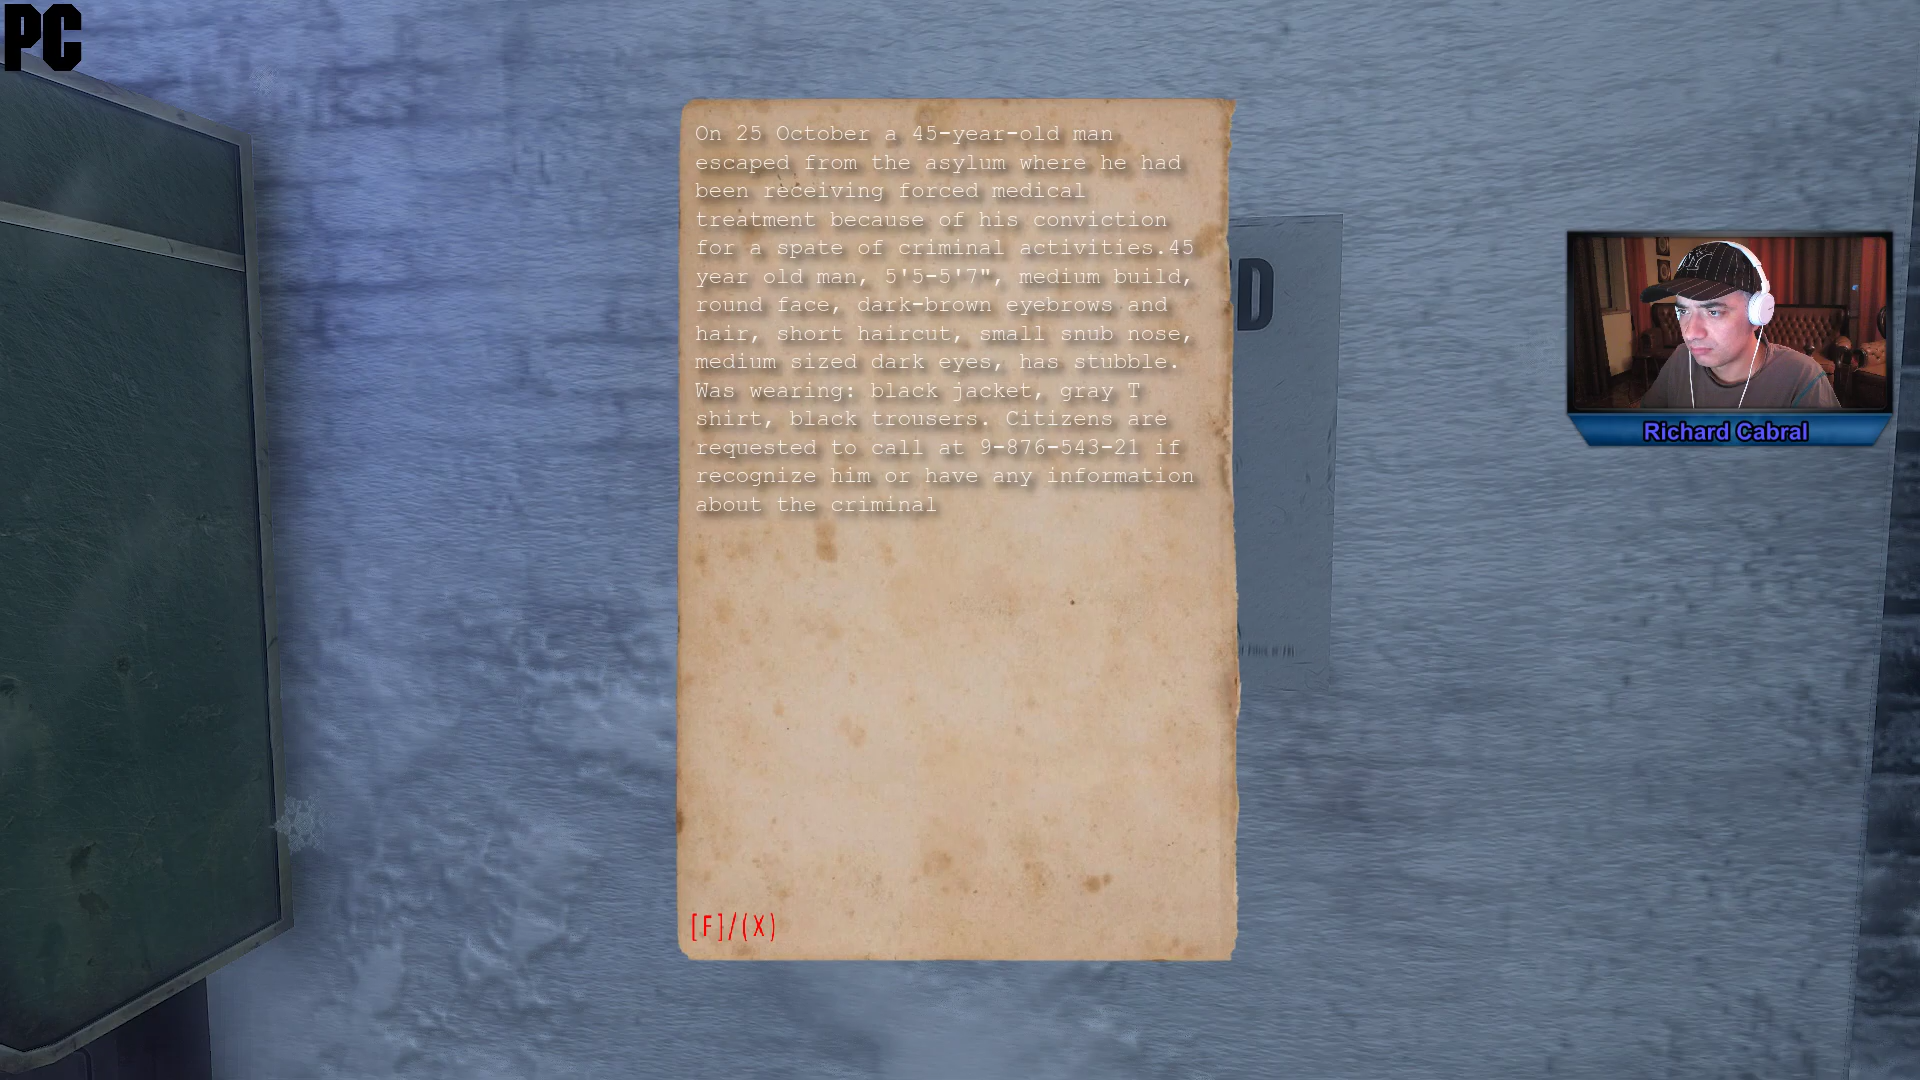 PC
On 25 October a 45-year-old man
escaped from the asylum where he had
been receiving forced medical
treatment because of his conviction
for a spate of criminal activities.45
year old man, 5'5-5'7", medium build,
round face, dark-brown eyebrows and
hair, short haircut, small snub nose,
medium sized dark eyes, has stubble.
Was wearing: black jacket, gray T
shirt, black trousers. Citizens are
requested to call at 9-876-543-21 if
recognize him or have any information
about the criminal
[F]/(X)
D
Richard Cabral